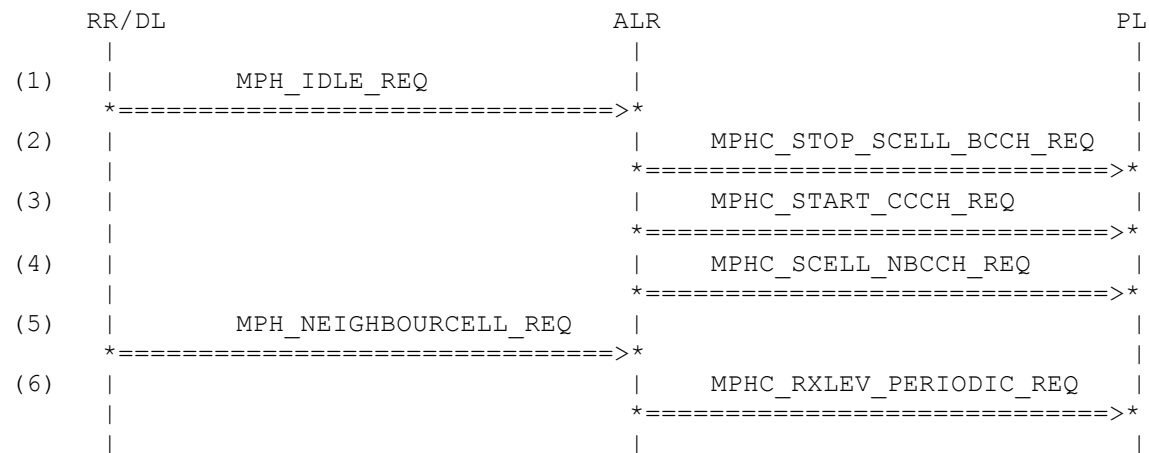 RR/DL ALR PL
(1) MPH_IDLE_REQ
(2) MPHC_STOP_SCELL_BCCH_REQ
(3) MPHC_START_CCCH_REQ
(4) MPHC_SCELL_NBCCH_REQ
(5) MPH_NEIGHBOURCELL_REQ
(6) MPHC_RXLEV_PERIODIC_REQ